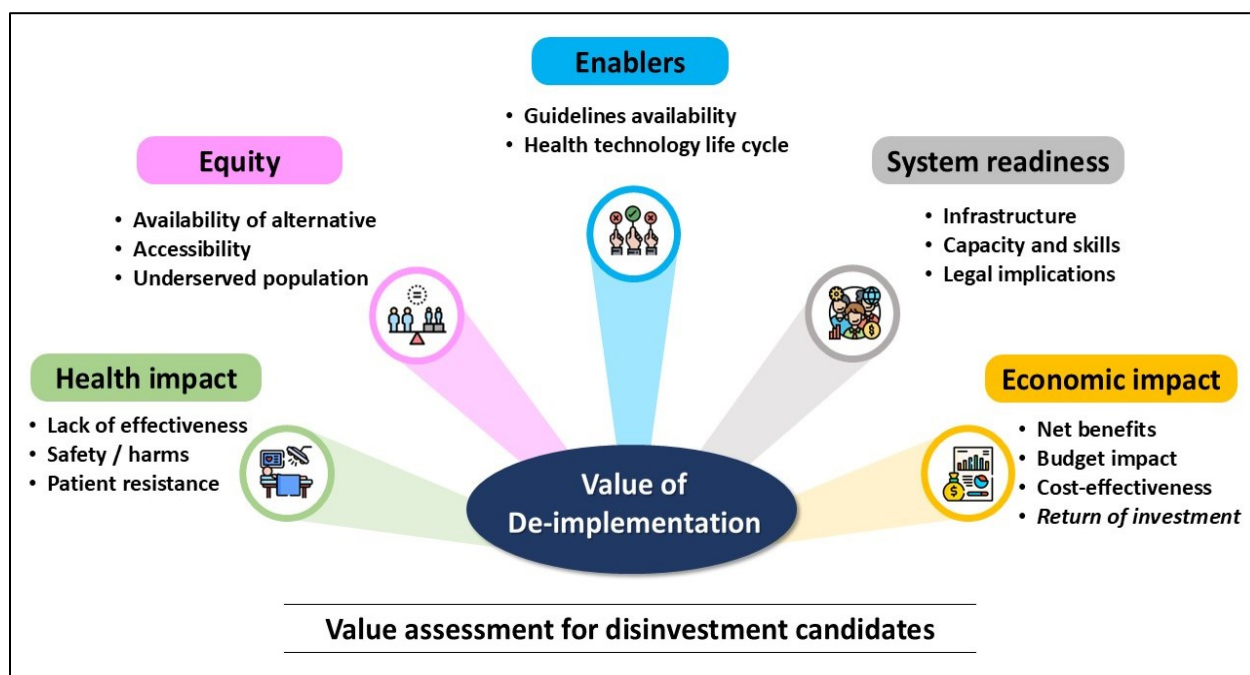 Enablers
• Guidelines availability
• Health technology life cycle
Equity
• Availability of alternative
• Accessibility
• Underserved population
System readiness
• Infrastructure
• Capacity and skills
• Legal implications
Health impact
• Lack of effectiveness
• Safety / harms
• Patient resistance
Economic impact
• Net benefits
• Budget impact
• Cost-effectiveness
• Return of investment
Value of
De-implementation
Value assessment for disinvestment candidates